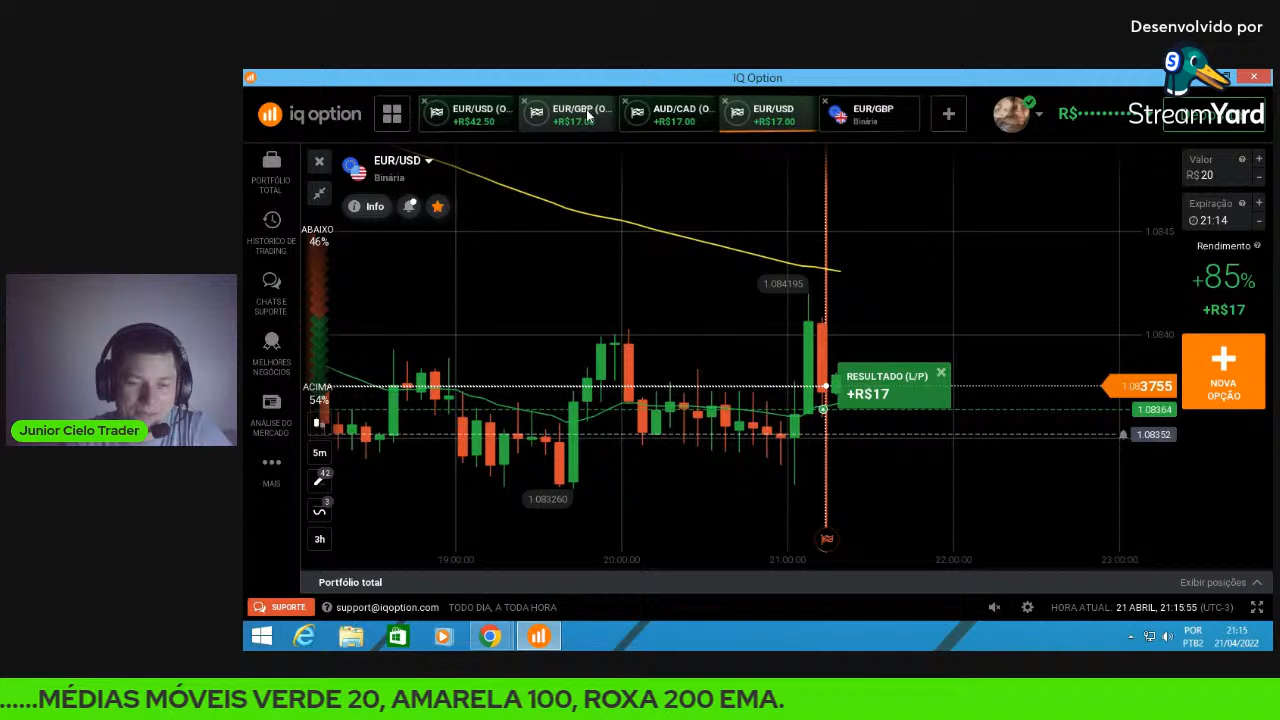 Desenvolvido por
S
StreamYard
IQ Option
iq option
EUR/USD (O...
+R$42.50
EUR/GBP (O...
+R$17.00
AUD/CAD (O...
+R$17.00
EUR/USD
+R$17.00
EUR/GBP
Binária
R$
PORTFÓLIO
TOTAL
HISTÓRICO DE
TRADING
CHATS E
SUPORTE
MELHORES
NEGÓCIOS
ANÁLISE DO
MERCADO
MAIS
EUR/USD
Binária
Info
ABAIXO
46%
ACIMA
54%
5m
42
3
3h
1.084195
1.083260
RESULTADO (L/P)
+R$17
1.0845
1.0840
1.083755
1.08364
1.08352
19:00:00
20:00:00
21:00:00
22:00:00
23:00:00
Valor
R$20
Expiração
21:14
Rendimento
+85%
+R$17
NOVA
OPÇÃO
Portfólio total
Exibir posições
SUPORTE
support@iqoption.com
TODO DIA, A TODA HORA
HORA ATUAL: 21 ABRIL, 21:15:55 (UTC-3)
POR
PTB2
21:15
21/04/2022
Junior Cielo Trader
......MÉDIAS MÓVEIS VERDE 20, AMARELA 100, ROXA 200 EMA.